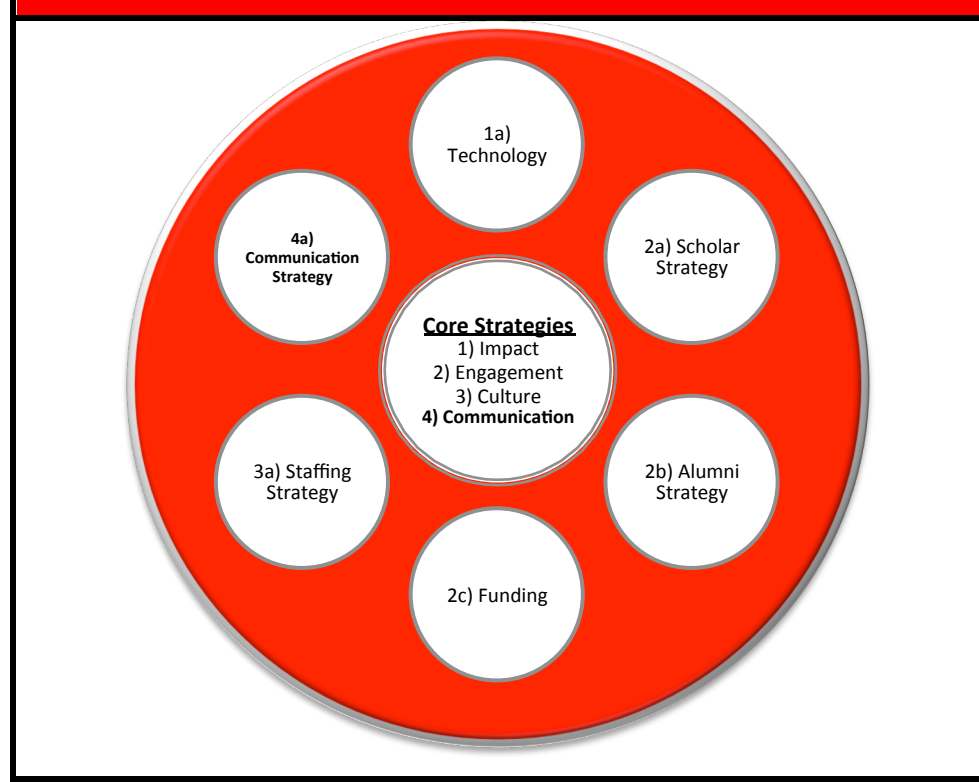 1a)
Technology
4a)
Communication
Strategy
2a) Scholar
Strategy
Core Strategies
1) Impact
2) Engagement
3) Culture
4) Communication
3a) Staffing
Strategy
2b) Alumni
Strategy
2c) Funding